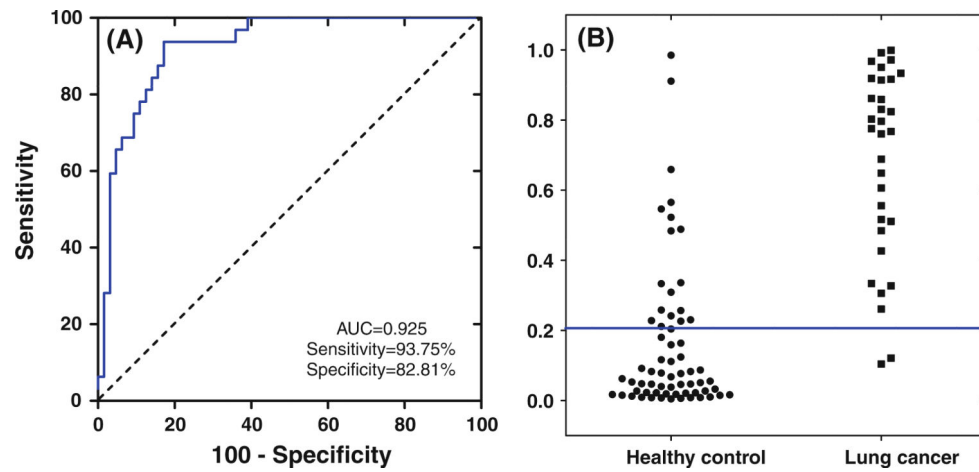 (A)
100
80
60
40
20
0
Sensitivity
AUC=0.925
Sensitivity=93.75%
Specificity=82.81%
0 20 40 60 80 100
100 - Specificity
(B)
1.0
0.8
0.6
0.4
0.2
0.0
Healthy control Lung cancer